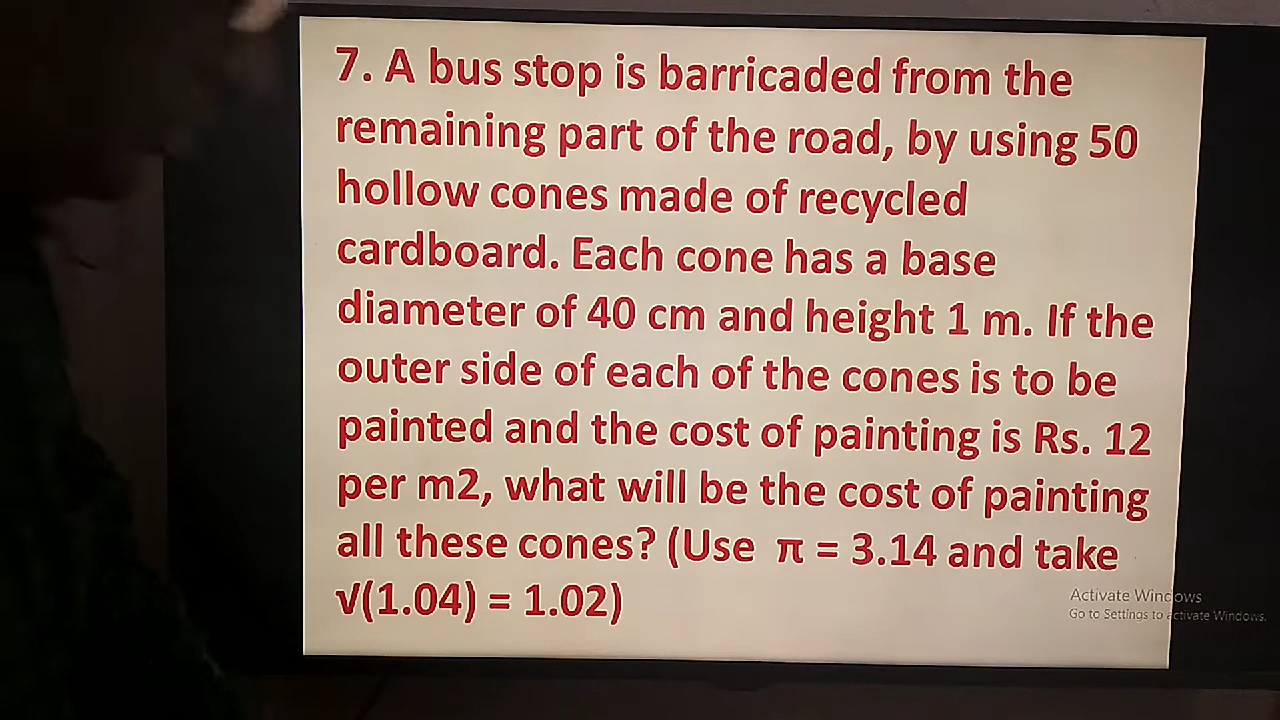 7. A bus stop is barricaded from the
remaining part of the road, by using 50
hollow cones made of recycled
cardboard. Each cone has a base
diameter of 40 cm and height 1 m. If the
outer side of each of the cones is to be
painted and the cost of painting is Rs. 12
per m2, what will be the cost of painting
all these cones? (Use π = 3.14 and take
√(1.04) = 1.02)
Activate Windows
Go to Settings to activate Windows.